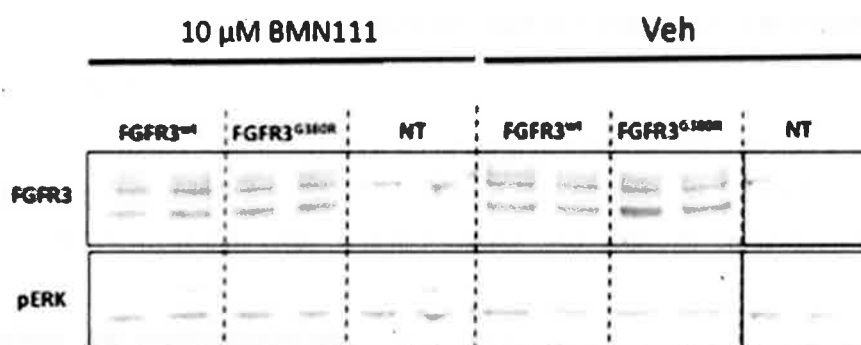 10 µM BMN111 Veh
FGFR3ʷᵗ FGFR3ᴳ³⁸⁰ᴿ NT FGFR3ʷᵗ FGFR3ᴳ³⁸⁰ᴿ NT
FGFR3
pERK